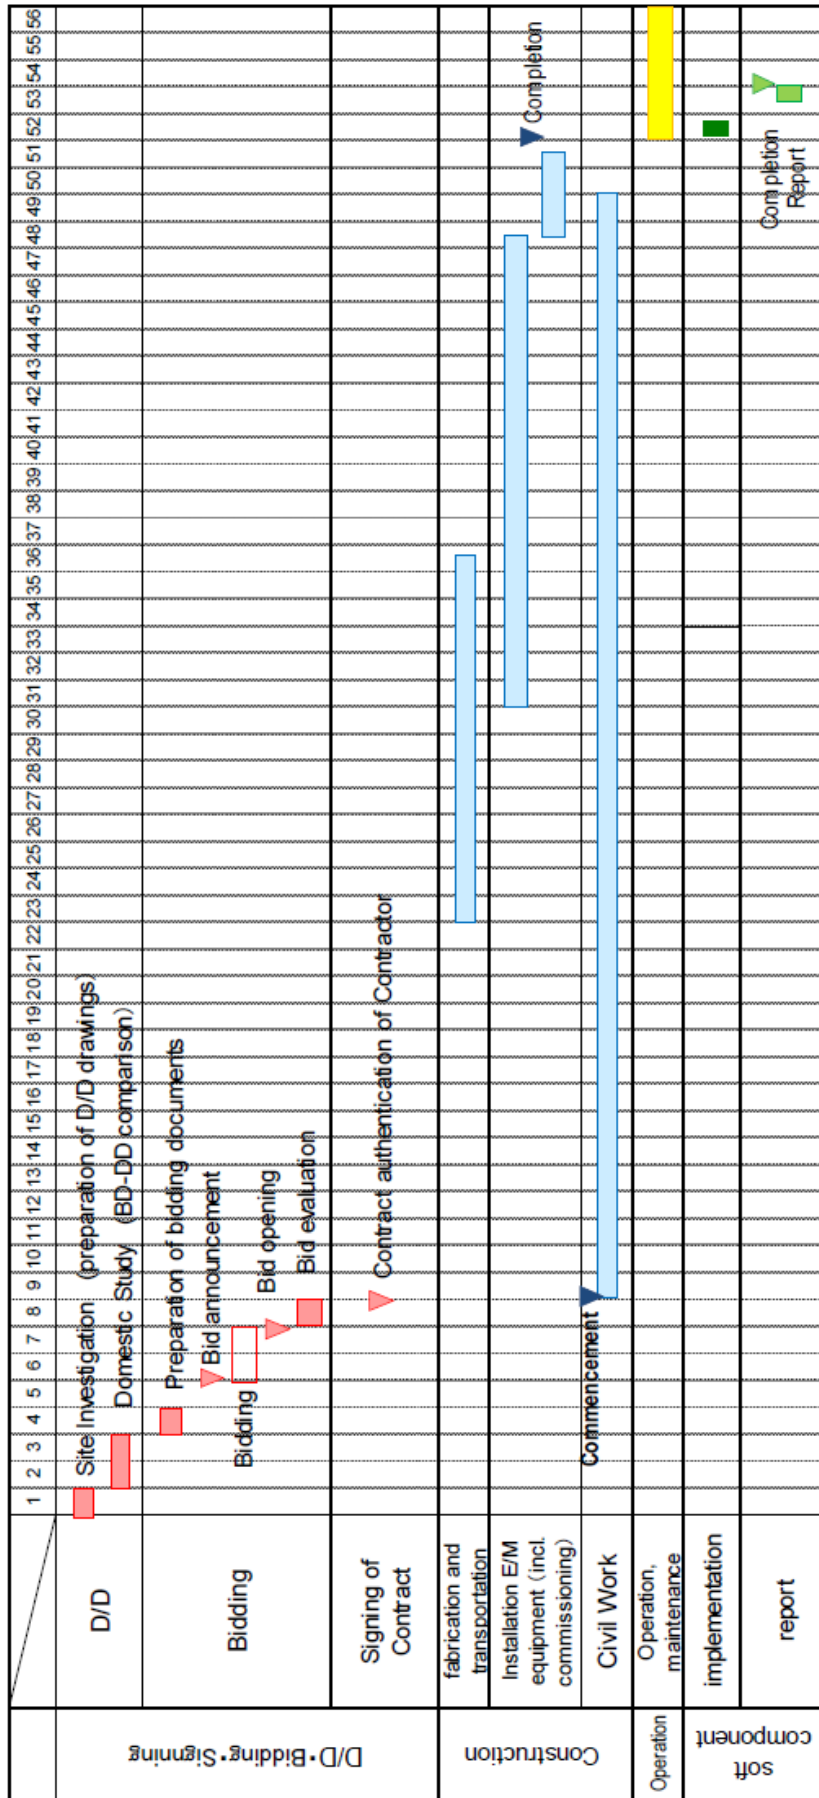 1 2 3 4 5 6 7 8 9 10 11 12 13 14 15 16 17 18 19 20 21 22 23 24 25 26 27 28 29 30 31 32 33 34 35 36 37 38 39 40 41 42 43 44 45 46 47 48 49 50 51 52 53 54 55 56
D/D・Bidding・Signning
D/D
Site Investigation (preparation of D/D drawings)
Domestic Study (BD-DD comparison)
Bidding
Preparation of bidding documents
Bid announcement
Bidding
Bid opening
Bid evaluation
Signing of
Contract
Contract authentication of Contractor
Construction
fabrication and
transportation
Installation E/M
equipment (incl.
commissioning)
Completion
Civil Work
Commencement
Operation
Operation,
maintenance
soft
component
implementation
report
Completion
Report